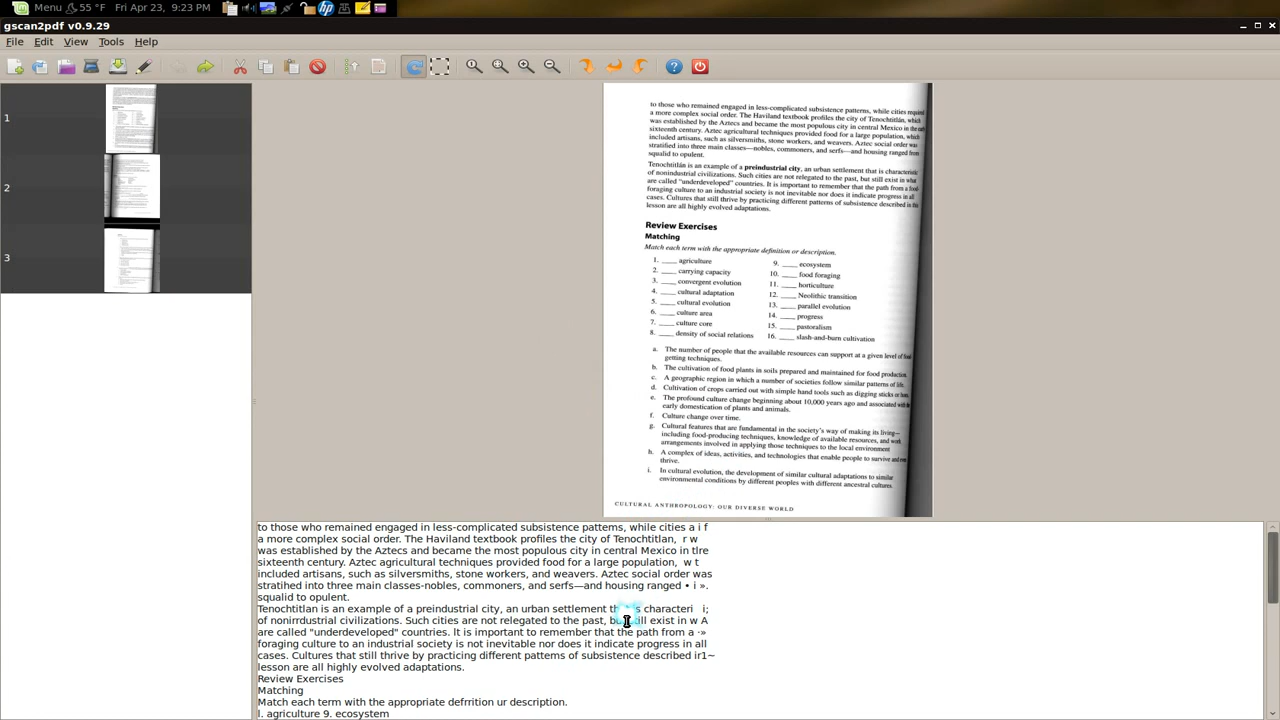 Menu 55 °F Fri Apr 23, 9:23 PM
gscan2pdf v0.9.29
File Edit View Tools Help
1
2
to those who remained engaged in less-complicated subsistence patterns, while cities required
a more complex social order. The Haviland textbook profiles the city of Tenochtitlán, which
was established by the Aztecs and became the most populous city in central Mexico in the
sixteenth century. Aztec agricultural techniques provided food for a large population, which
included artisans, such as silversmiths, stone workers, and weavers. Aztec social order was
stratified into three main classes—nobles, commoners, and serfs—and housing ranged from
squalid to opulent.
Tenochtitlán is an example of a preindustrial city, an urban settlement that is characteristic
of nonindustrial civilizations. Such cities are not relegated to the past, but still exist in what
are called "underdeveloped" countries. It is important to remember that the path from a food-
foraging culture to an industrial society is not inevitable nor does it indicate progress in all
cases. Cultures that still thrive by practicing different patterns of subsistence described in this
lesson are all highly evolved adaptations.
Review Exercises
Matching
Match each term with the appropriate definition or description.
1. ____ agriculture
2. ____ carrying capacity
3. ____ convergent evolution
4. ____ cultural adaptation
5. ____ cultural evolution
6. ____ culture area
7. ____ culture core
8. ____ density of social relations
9. ____ ecosystem
10. ____ food foraging
11. ____ horticulture
12. ____ Neolithic transition
13. ____ parallel evolution
14. ____ progress
15. ____ pastoralism
16. ____ slash-and-burn cultivation
a. The number of people that the available resources can support at a given level of food-
getting techniques.
b. The cultivation of food plants in soils prepared and maintained for food production.
c. A geographic region in which a number of societies follow similar patterns of life.
d. Cultivation of crops carried out with simple hand tools such as digging sticks or hoes.
e. The profound culture change beginning about 10,000 years ago and associated with the
early domestication of plants and animals.
f. Culture change over time.
g. Cultural features that are fundamental in the society's way of making its living—
including food-producing techniques, knowledge of available resources, and work
arrangements involved in applying those techniques to the local environment
h. A complex of ideas, activities, and technologies that enable people to survive and even
thrive.
i. In cultural evolution, the development of similar cultural adaptations to similar
environmental conditions by different peoples with different ancestral cultures.
CULTURAL ANTHROPOLOGY: OUR DIVERSE WORLD
to those who remained engaged in less-complicated subsistence pattems, while cities a i f
a more complex social order. The Haviland textbook profiles the city of Tenochtitlan, r w
was established by the Aztecs and became the most populous city in central Mexico in tlre
sixteenth century. Aztec agricultural techniques provided food for a large population, w t
included artisans, such as silversmiths, stone workers, and weavers. Aztec social order was
stratihed into three main classes-nobles, commoners, and serfs—and housing ranged • i ».
squalid to opulent.
Tenochtitlan is an example of a preindustrial city, an urban settlement characteri i;
of nonirrdustrial civilizations. Such cities are not relegated to the past, exist in w A
are called "underdeveloped" countries. It is important to remember that the path from a ·»
foraging culture to an industrial society is not inevitable nor does it indicate progress in all
cases. Cultures that still thrive by practicing different patterns of subsistence described ir1~
lesson are all highly evolved adaptations.
Review Exercises
Matching
Match each term with the appropriate defrrition ur description.
l. agriculture 9. ecosystem